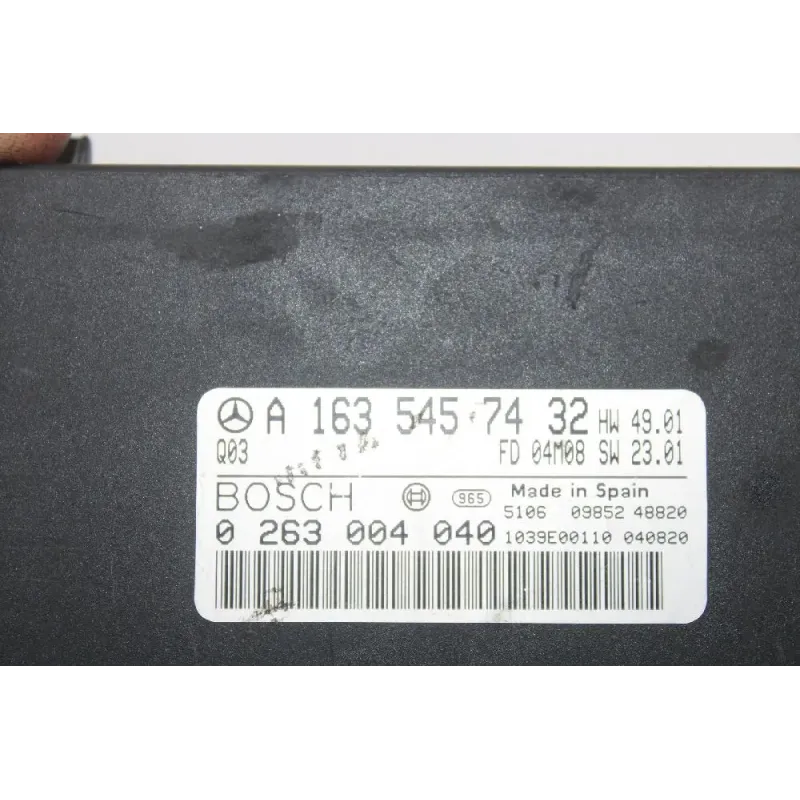 A 163 545 74 32 HW 49.01
Q03 FD 04M08 SW 23.01
BOSCH 965 Made in Spain
5106 09852 48820
0 263 004 040 1039E00110 040820